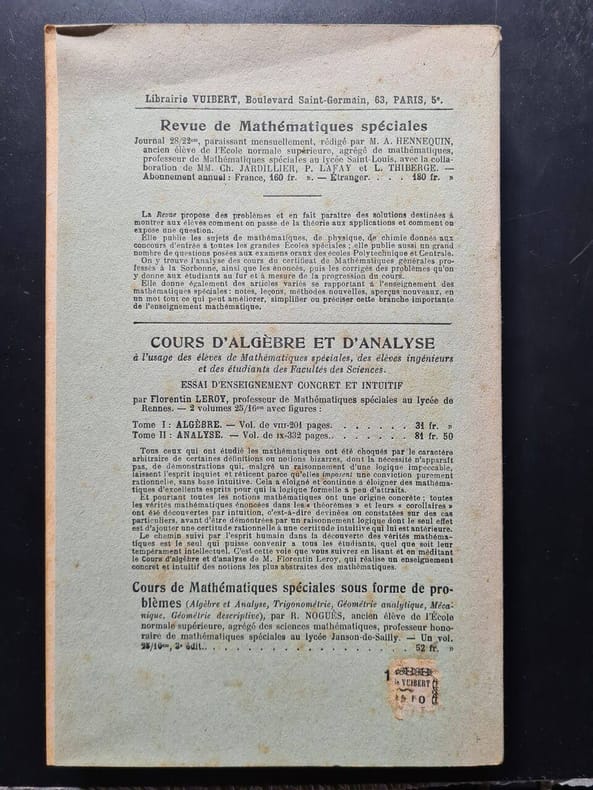 Librairie VUIBERT, Boulevard Saint-Germain, 63, PARIS, 5ᵉ.
Revue de Mathématiques spéciales
Journal 28/22ᶜᵐ, paraissant mensuellement, rédigé par M. A. HENNEQUIN,
ancien élève de l'Ecole normale supérieure, agrégé de mathématiques,
professeur de Mathématiques spéciales au lycée Saint-Louis, avec la colla-
boration de MM. Ch. JARDILLIER, P. LAFAY et L. THIBERGE. —
Abonnement annuel : France, 160 fr. ». — Étranger. . . . 180 fr. »
La Revue propose des problèmes et en fait paraître des solutions destinées à
montrer aux élèves comment on passe de la théorie aux applications et comment on
expose une question.
Elle publie les sujets de mathématiques, de physique, de chimie donnés aux
concours d'entrée à toutes les grandes Écoles spéciales ; elle publie aussi un grand
nombre de questions posées aux examens oraux des écoles Polytechnique et Centrale.
On y trouve l'analyse des cours du certificat de Mathématiques générales pro-
fessés à la Sorbonne, ainsi que les énoncés, puis les corrigés des problèmes qu'on
y donne aux étudiants au fur et à mesure de la progression du cours.
Elle donne également des articles variés se rapportant à l'enseignement des
mathématiques spéciales : notes, leçons, méthodes nouvelles, aperçus nouveaux, en
un mot tout ce qui peut améliorer, simplifier ou préciser cette branche importante
de l'enseignement mathématique.
COURS D'ALGÈBRE ET D'ANALYSE
à l'usage des élèves de Mathématiques spéciales, des élèves ingénieurs
et des étudiants des Facultés des Sciences.
ESSAI D'ENSEIGNEMENT CONCRET ET INTUITIF
par Florentin LEROY, professeur de Mathématiques spéciales au lycée de
Rennes. — 2 volumes 25/16ᶜᵐ avec figures :
Tome I : ALGÈBRE. — Vol. de VIII-201 pages. . . . . . . 31 fr. »
Tome II : ANALYSE. — Vol. de IX-332 pages. . . . . . . 81 fr. 50
Tous ceux qui ont étudié les mathématiques ont été choqués par le caractère
arbitraire de certaines définitions ou notions bizarres, dont la nécessité n'apparaît
pas, de démonstrations qui, malgré un raisonnement d'une logique impeccable,
laissent l'esprit inquiet et réticent parce qu'elles imposent une conviction purement
rationnelle, sans base intuitive. Cela a éloigné et continue à éloigner des mathéma-
tiques d'excellents esprits pour qui la logique formelle a peu d'attraits.
Et pourtant toutes les notions mathématiques ont une origine concrète ; toutes
les vérités mathématiques énoncées dans les « théorèmes » et leurs « corollaires »
ont été découvertes par intuition, c'est-à-dire devinées ou constatées sur des cas
particuliers, avant d'être démontrées par un raisonnement logique dont le seul effet
est d'ajouter une certitude rationnelle à une certitude intuitive qui lui est antérieure.
Le chemin suivi par l'esprit humain dans la découverte des vérités mathéma-
tiques est le seul qui puisse convenir à tous les étudiants, quel que soit leur
tempérament intellectuel. C'est cette voie que vous suivrez en lisant et en méditant
le Cours d'algèbre et d'analyse de M. Florentin Leroy, qui réalise un enseignement
concret et intuitif des notions les plus abstraites des mathématiques.
Cours de Mathématiques spéciales sous forme de pro-
blèmes (Algèbre et Analyse, Trigonométrie, Géométrie analytique, Méca-
nique, Géométrie descriptive), par R. NOGUÈS, ancien élève de l'École
normale supérieure, agrégé des sciences mathématiques, professeur hono-
raire de mathématiques spéciales au lycée Janson-de-Sailly. — Un vol.
25/16ᶜᵐ, 2ᵉ édit.. . . . . . . . . . . . . . . . . 52 fr. »
VUIBERT